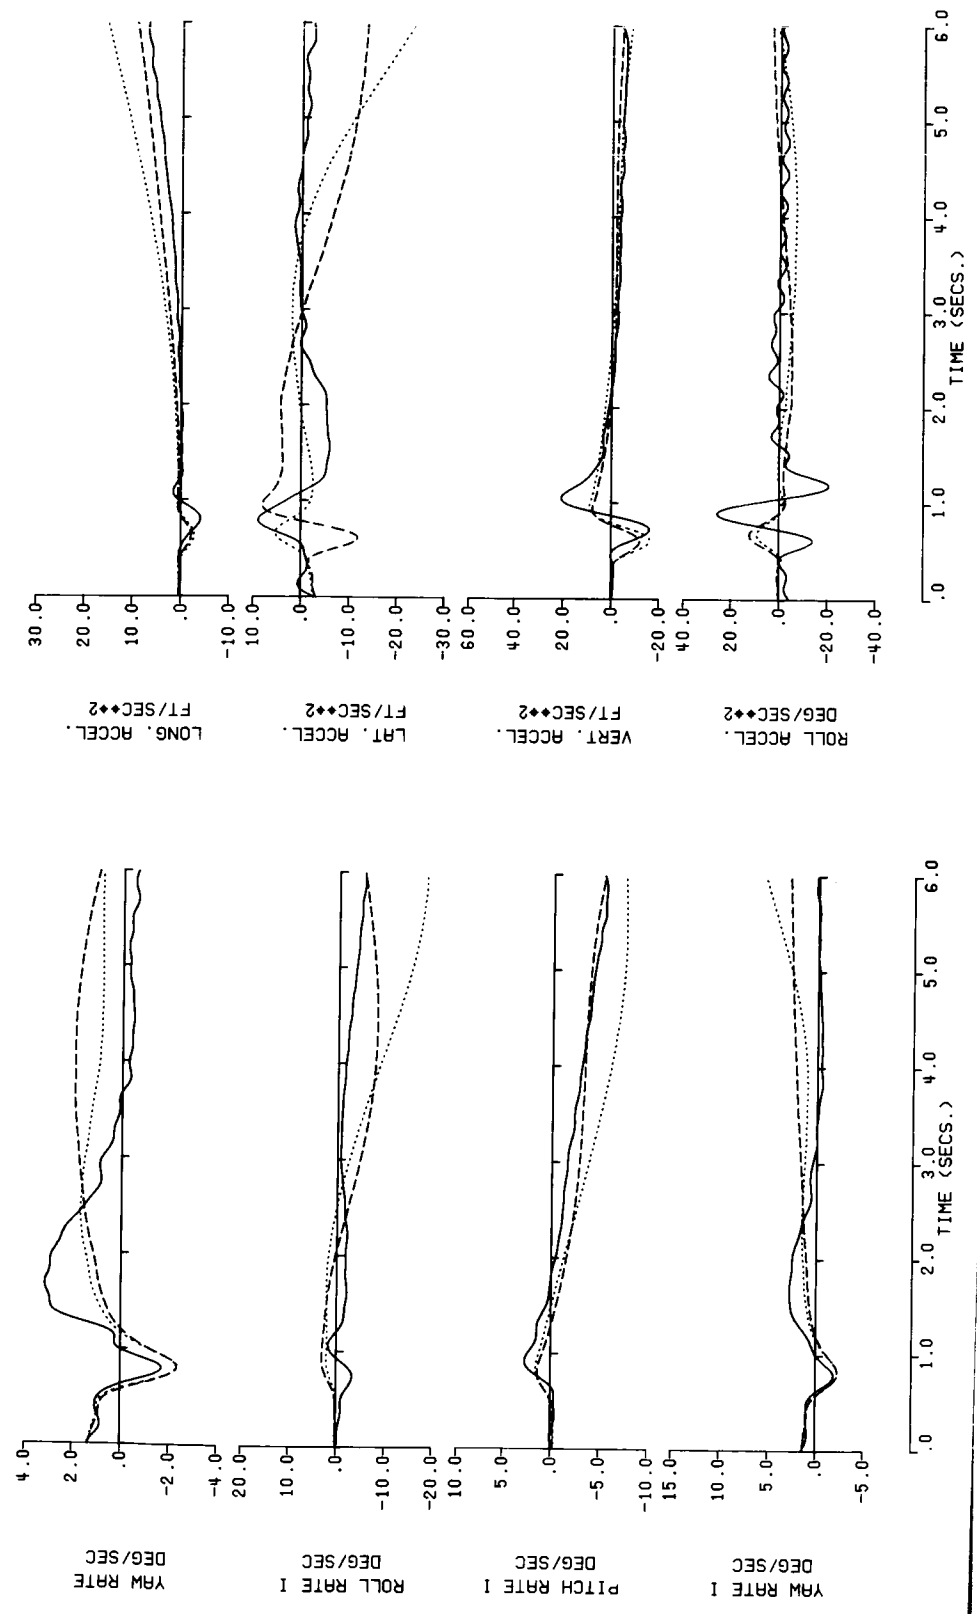 30.0
20.0
10.0
.0
-10.0
LONG. ACCEL.
FT/SEC**2
10.0
.0
-10.0
-20.0
-30.0
LAT. ACCEL.
FT/SEC**2
60.0
40.0
20.0
.0
-20.0
VERT. ACCEL.
FT/SEC**2
40.0
20.0
.0
-20.0
-40.0
ROLL ACCEL.
DEG/SEC**2
.0 1.0 2.0 3.0 4.0 5.0 6.0
TIME (SECS.)
4.0
2.0
.0
-2.0
-4.0
YAW RATE
DEG/SEC
20.0
10.0
.0
-10.0
-20.0
ROLL RATE I
DEG/SEC
10.0
5.0
.0
-5.0
-10.0
PITCH RATE I
DEG/SEC
15.0
10.0
5.0
.0
-5.0
YAW RATE I
DEG/SEC
.0 1.0 2.0 3.0 4.0 5.0 6.0
TIME (SECS.)